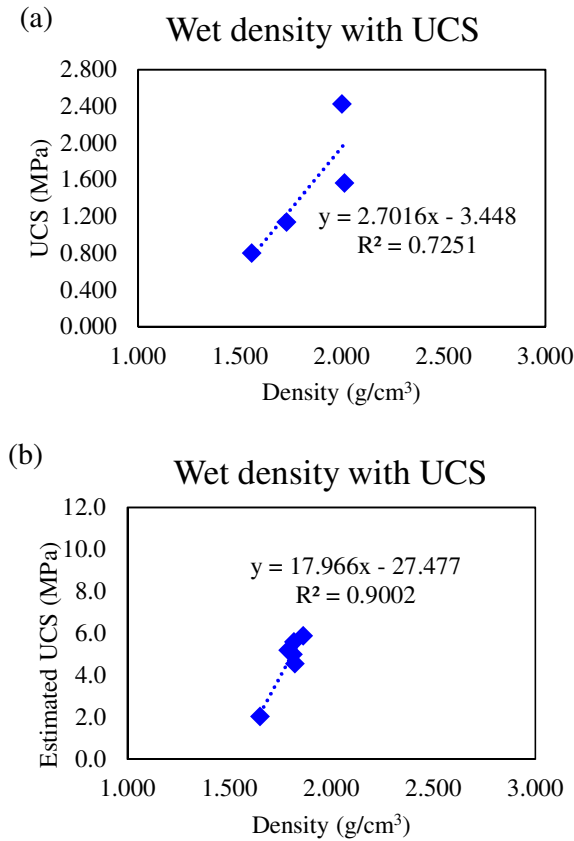 (a)
Wet density with UCS
2.800
2.400
2.000
1.600
1.200
0.800
0.400
0.000
UCS (MPa)
y = 2.7016x - 3.448
R² = 0.7251
1.000 1.500 2.000 2.500 3.000
Density (g/cm³)
(b)
Wet density with UCS
12.0
10.0
8.0
6.0
4.0
2.0
0.0
Estimated UCS (MPa)
y = 17.966x - 27.477
R² = 0.9002
1.000 1.500 2.000 2.500 3.000
Density (g/cm³)